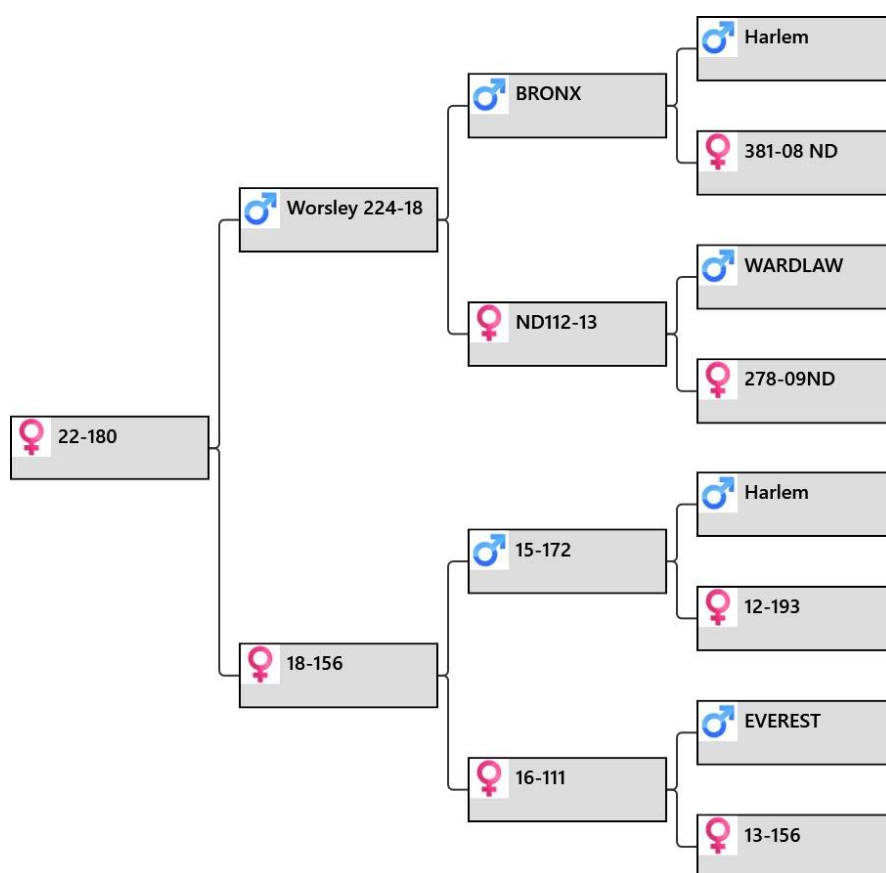 Harlem
BRONX
381-08 ND
Worsley 224-18
WARDLAW
ND112-13
278-09ND
22-180
Harlem
15-172
12-193
18-156
EVEREST
16-111
13-156